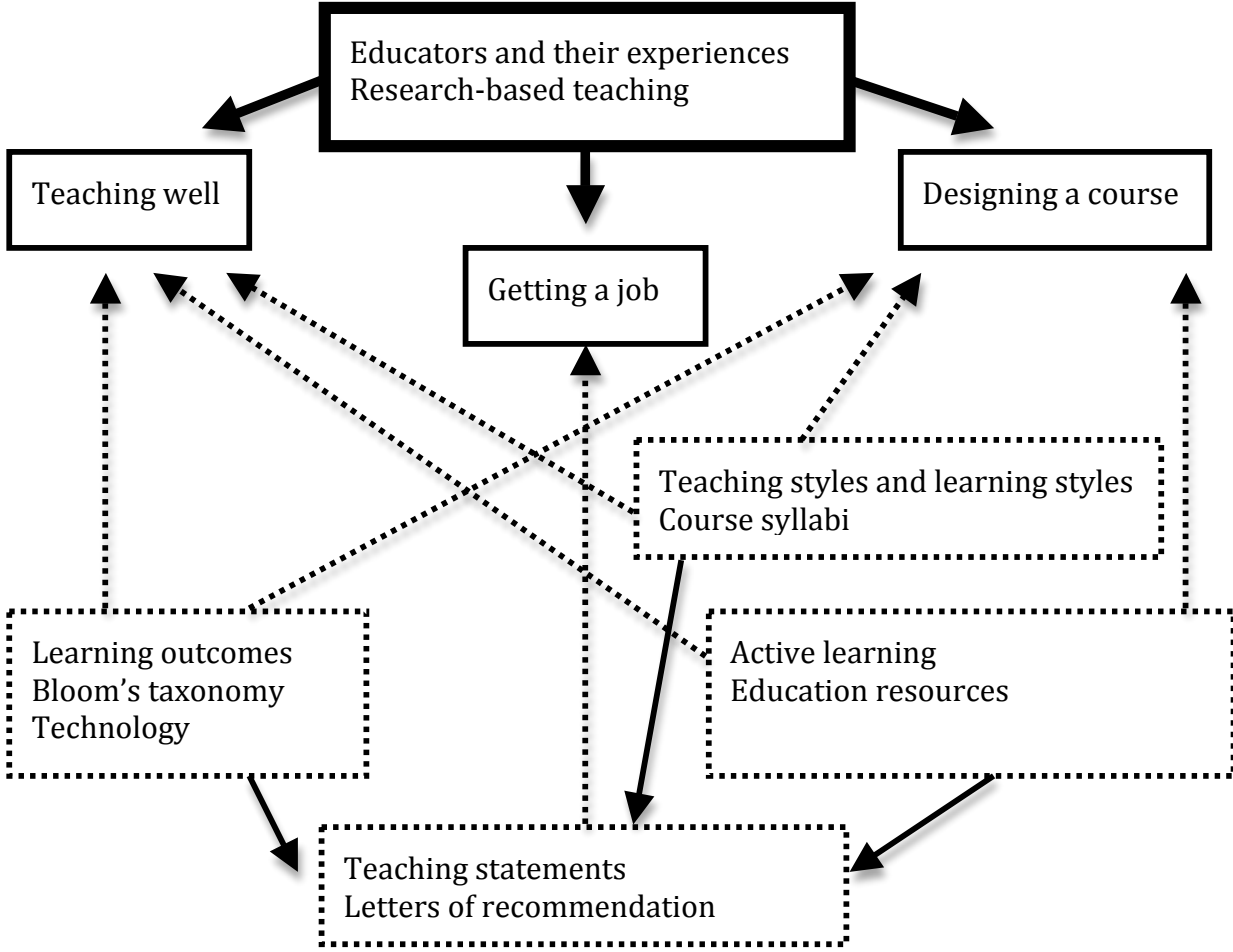 Educators and their experiences
Research-based teaching
Teaching well
Designing a course
Getting a job
Teaching styles and learning styles
Course syllabi
Learning outcomes
Bloom’s taxonomy
Technology
Active learning
Education resources
Teaching statements
Letters of recommendation